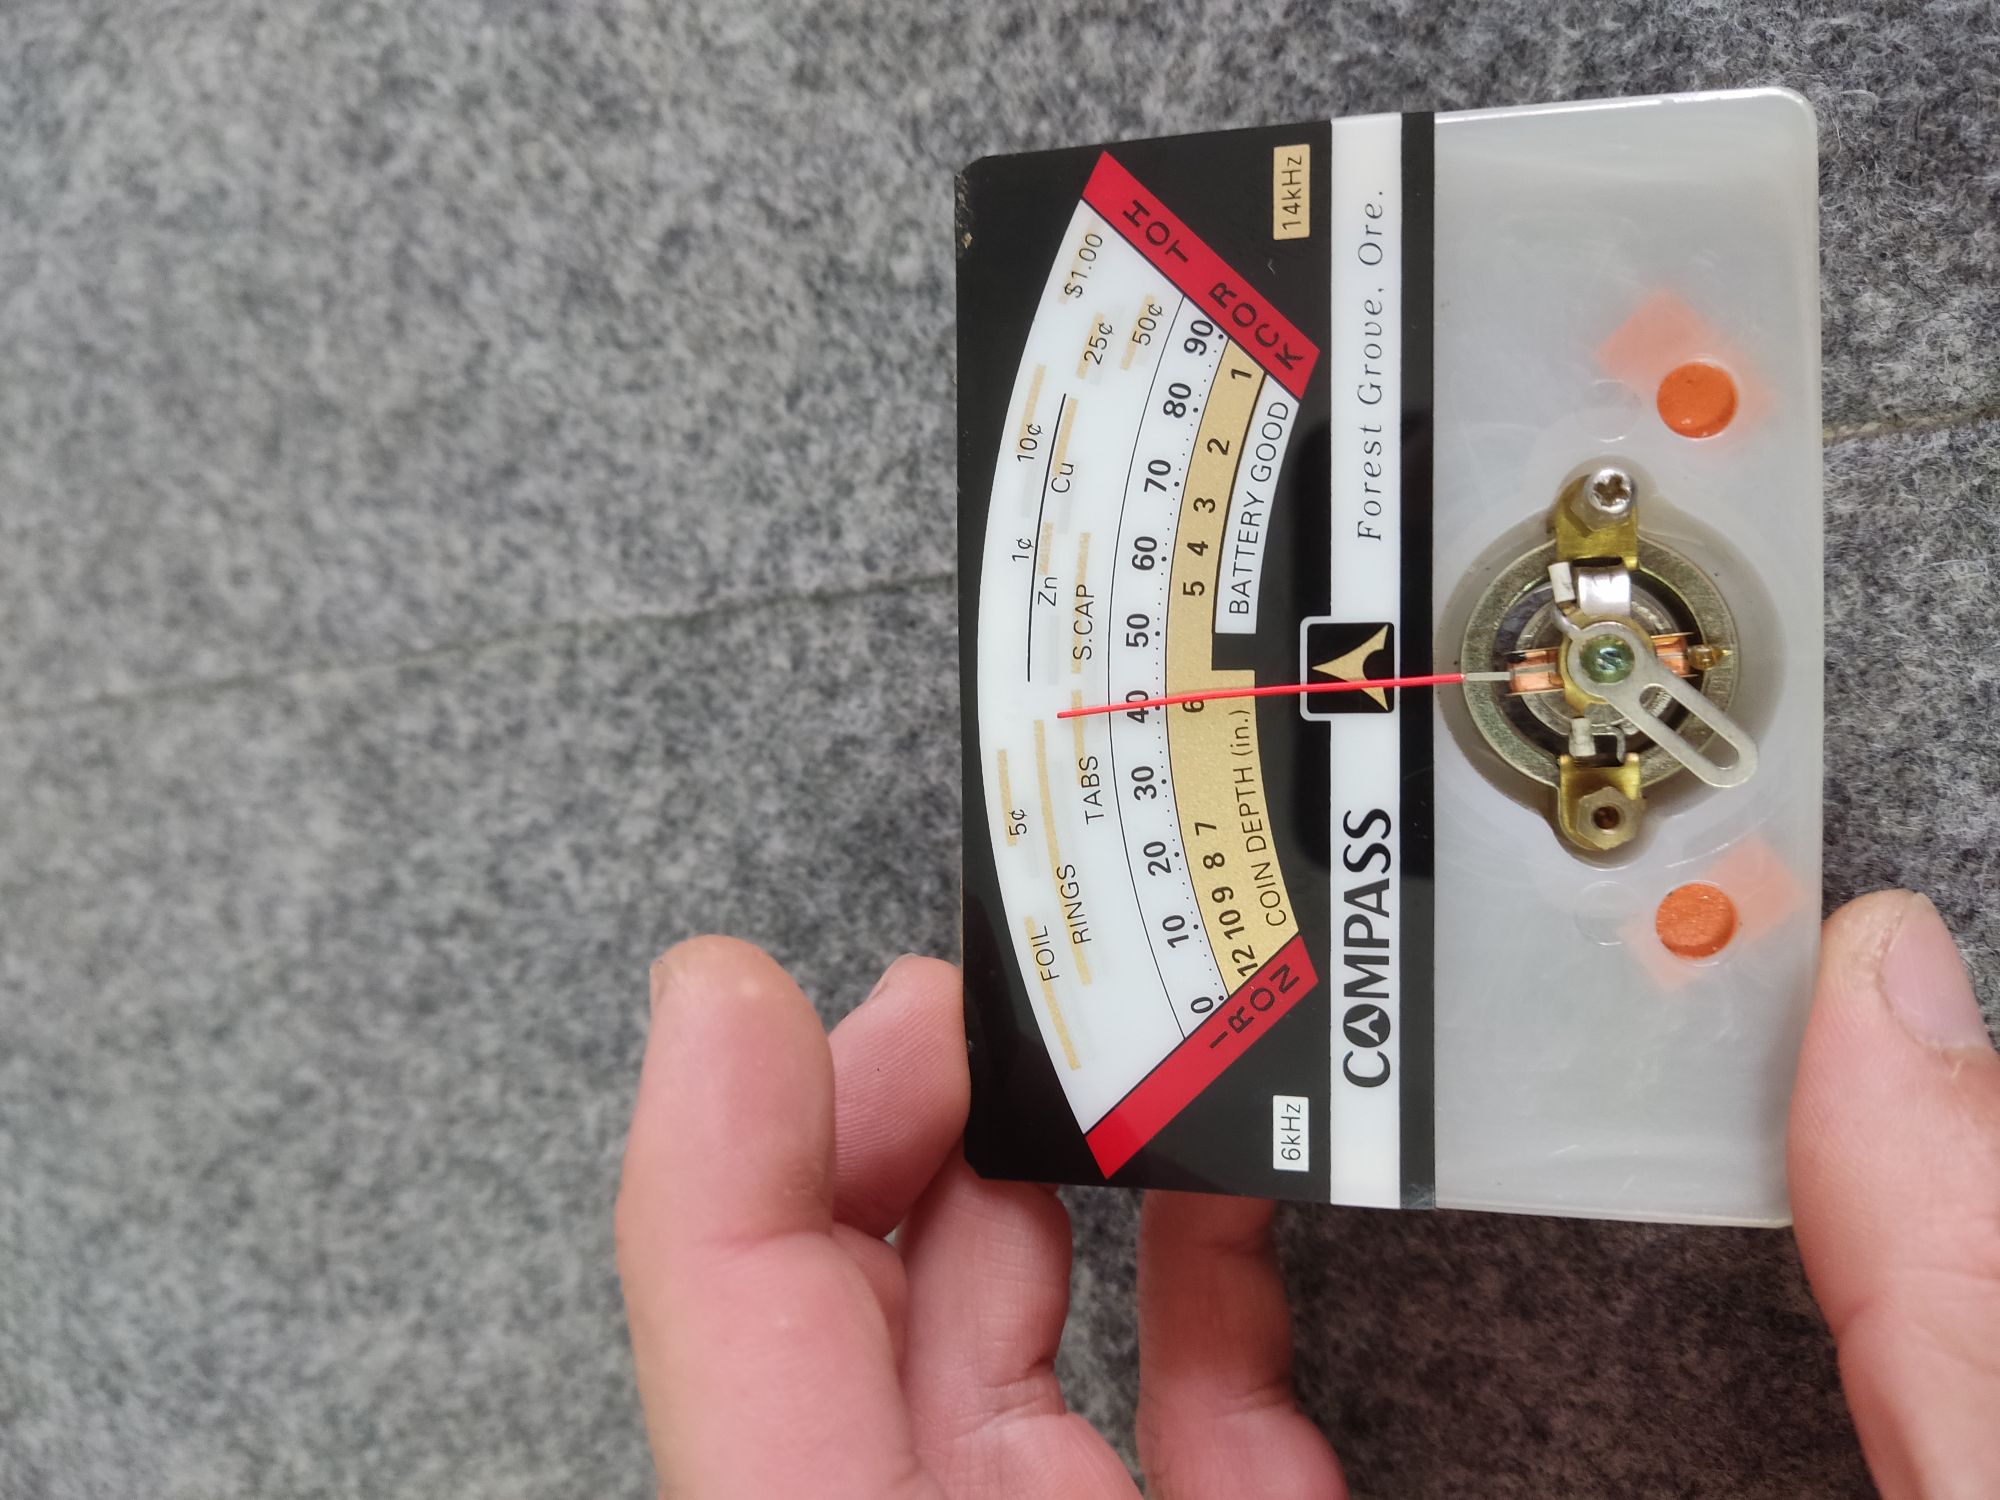 $1.00
10¢
25¢
50¢
1¢
Zn
Cu
S.CAP
5¢
TABS
FOIL
RINGS
0 10 20 30 40 50 60 70 80 90
12 10 9 8 7 6 5 4 3 2 1
COIN DEPTH (in.)
BATTERY GOOD
IRON
HOT ROCK
6kHz
14kHz
COMPASS
Forest Grove, Ore.